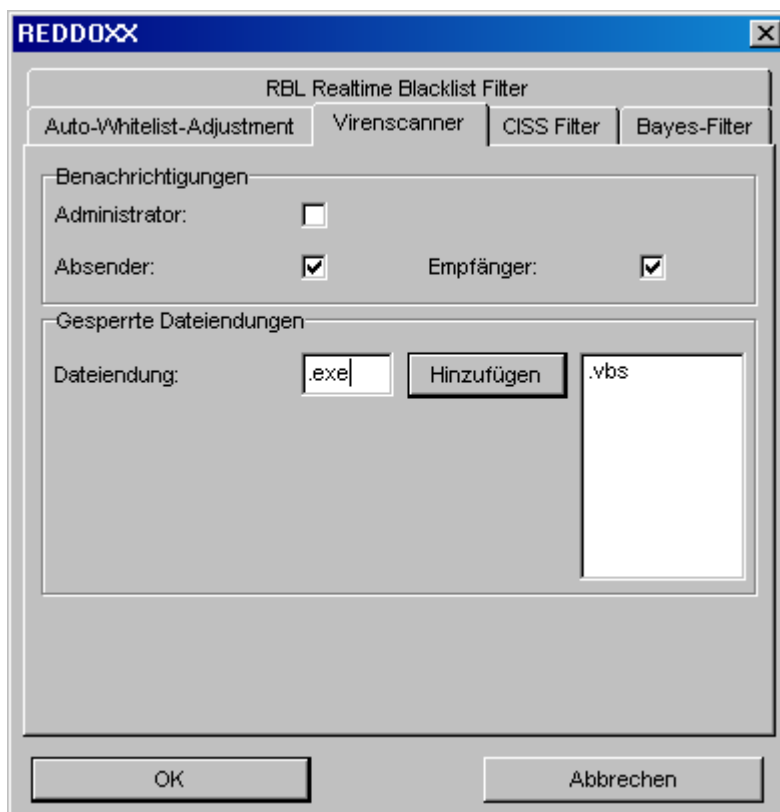 REDDOXX
RBL Realtime Blacklist Filter
Auto-Whitelist-Adjustment Virenscanner CISS Filter Bayes-Filter
Benachrichtigungen
Administrator:
Absender: Empfänger:
Gesperrte Dateiendungen
Dateiendung: .exe Hinzufügen .vbs
OK Abbrechen